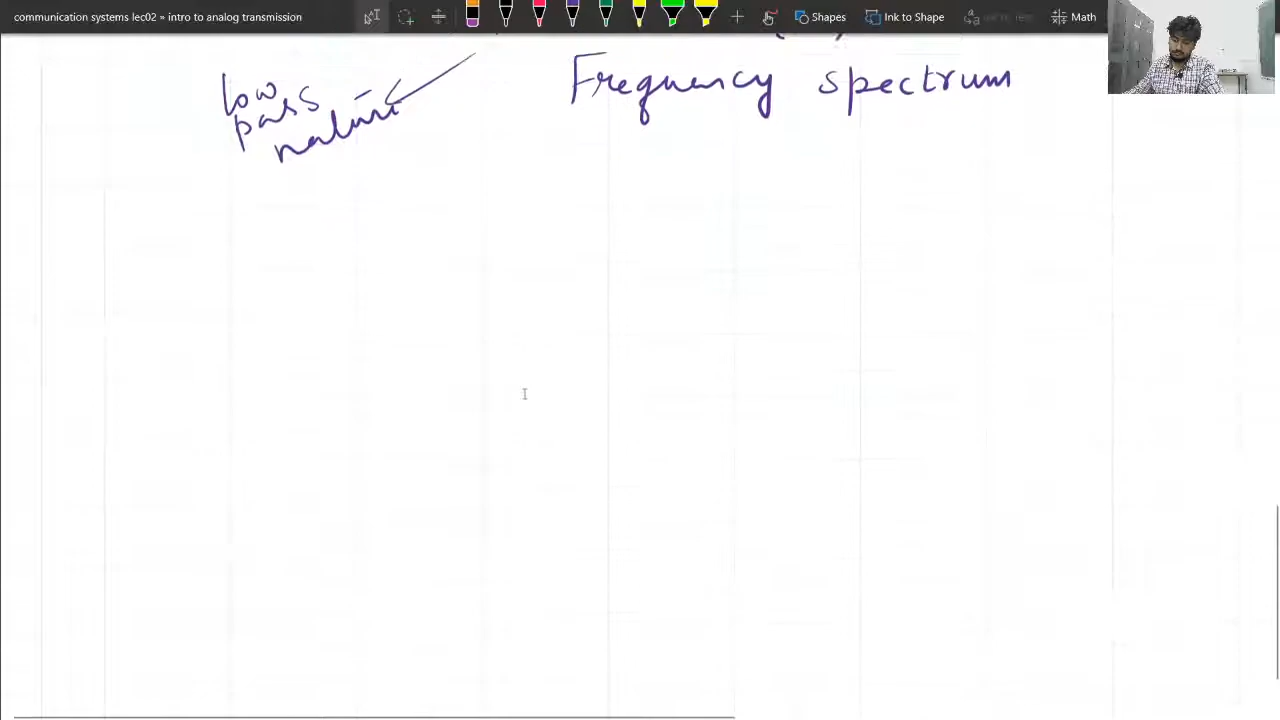 communication systems lec02 » intro to analog transmission
Shapes
Ink to Shape
Math
low
pass
nature
Frequency spectrum